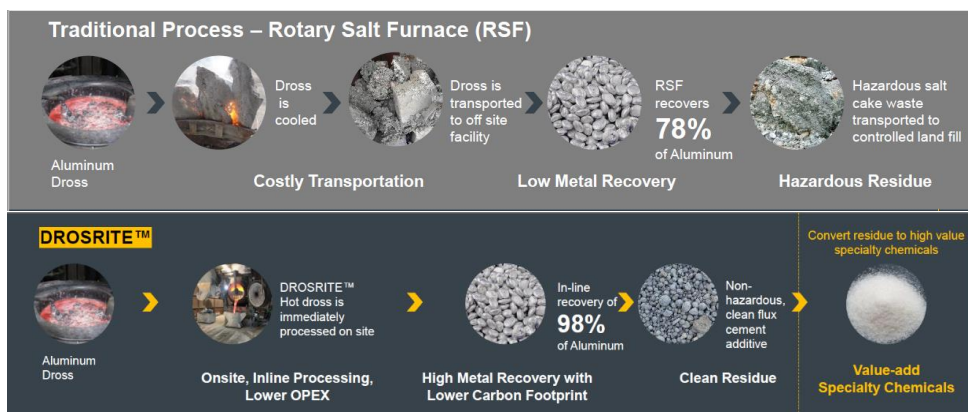 Traditional Process – Rotary Salt Furnace (RSF)
Aluminum
Dross
Dross
is
cooled
Dross is
transported
to off site
facility
RSF
recovers
78%
of Aluminum
Hazardous salt
cake waste
transported to
controlled land fill
Costly Transportation
Low Metal Recovery
Hazardous Residue
DROSRITE™
Aluminum
Dross
DROSRITE™
Hot dross is
immediately
processed on site
In-line
recovery of
98%
of Aluminum
Non-
hazardous,
clean flux
cement
additive
Convert residue to high value
specialty chemicals
Onsite, Inline Processing,
Lower OPEX
High Metal Recovery with
Lower Carbon Footprint
Clean Residue
Value-add
Specialty Chemicals